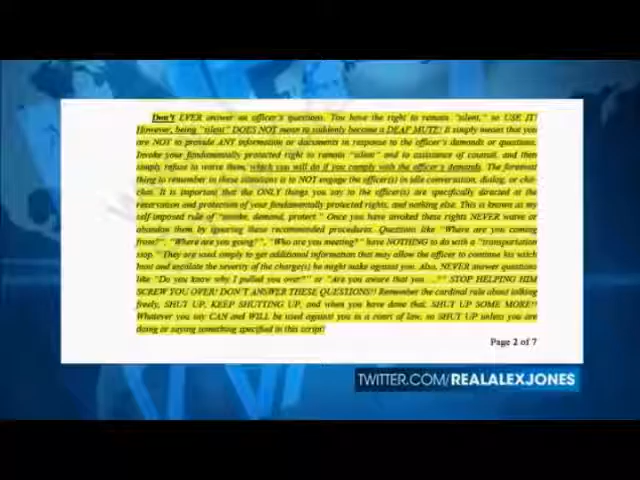 Don't EVER answer an officer's questions. You have the right to remain "silent," so USE IT!
However, being "silent" DOES NOT mean to suddenly become a DEAF MUTE! It simply means that you
are NOT to provide ANY information or documents in response to the officer's demands or questions.
Invoke your fundamentally protected right to remain "silent" and to assistance of counsel, and then
simply refuse to waive them, which you will do if you comply with the officer's demands. The foremost
thing to remember in these situations is to NOT engage the officer(s) in idle conversation, dialog, or chit-
chat. It is important that the ONLY things you say to the officer(s) are specifically directed at the
reservation and protection of your fundamentally protected rights, and nothing else. This is known as my
self-imposed rule of "invoke, demand, protect." Once you have invoked these rights NEVER waive or
abandon them by ignoring these recommended procedures. Questions like "Where are you coming
from?", "Where are you going?", "Who are you meeting?" have NOTHING to do with a "transportation
stop." They are used simply to get additional information that may allow the officer to continue his witch
hunt and escalate the severity of the charge(s) he might make against you. Also, NEVER answer questions
like "Do you know why I pulled you over?" or "Are you aware that you ...?" STOP HELPING HIM
SCREW YOU OVER! DON'T ANSWER THESE QUESTIONS!! Remember the cardinal rule about talking
freely, SHUT UP, KEEP SHUTTING UP, and when you have done that, SHUT UP SOME MORE!!
Whatever you say CAN and WILL be used against you in a court of law, so SHUT UP unless you are
doing or saying something specified in this script!
Page 2 of 7
TWITTER.COM/REALALEXJONES